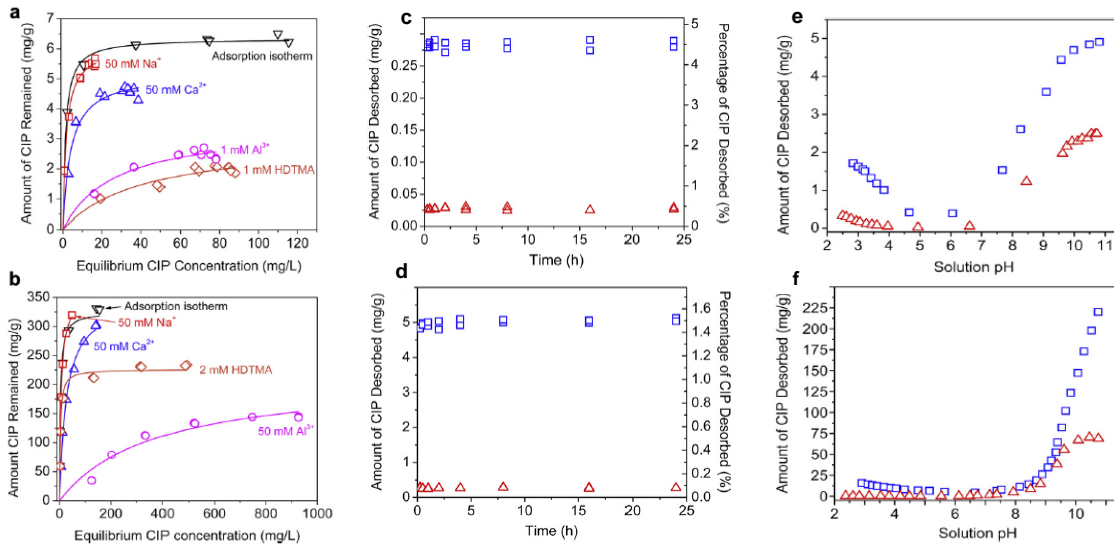 a
Amount of CIP Remained (mg/g)
7
6
5
4
3
2
1
0
Adsorption isotherm
50 mM Na⁺
50 mM Ca²⁺
1 mM Al³⁺
1 mM HDTMA
0 20 40 60 80 100 120 140
Equilibrium CIP Concentration (mg/L)
b
Amount CIP Remained (mg/g)
350
300
250
200
150
100
50
0
Adsorption isotherm
50 mM Na⁺
50 mM Ca²⁺
2 mM HDTMA
50 mM Al³⁺
0 200 400 600 800 1000
Equilibrium CIP concentration (mg/L)
c
Amount of CIP Desorbed (mg/g)
0.30
0.25
0.20
0.15
0.10
0.05
0.00
Percentage of CIP Desorbed (%)
5
4
3
2
1
0
0 5 10 15 20 25
Time (h)
d
Amount of CIP Desorbed (mg/g)
6
5
4
3
2
1
0
Percentage of CIP Desorbed (%)
1.6
1.4
1.2
1.0
0.8
0.6
0.4
0.2
0.0
0 5 10 15 20 25
Time (h)
e
Amount of CIP Desorbed (mg/g)
5
4
3
2
1
0
2 3 4 5 6 7 8 9 10 11
Solution pH
f
Amount of CIP Desorbed (mg/g)
225
200
175
150
125
100
75
50
25
0
2 4 6 8 10
Solution pH